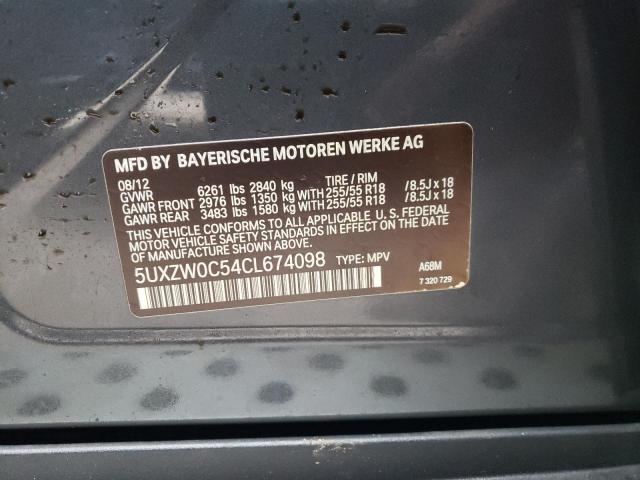 MFD BY BAYERISCHE MOTOREN WERKE AG
08/12 TIRE / RIM
GVWR 6261 lbs 2840 kg
GAWR FRONT 2976 lbs 1350 kg WITH 255/55 R18 /8.5J x 18
GAWR REAR 3483 lbs 1580 kg WITH 255/55 R18 /8.5J x 18
THIS VEHICLE CONFORMS TO ALL APPLICABLE U.S. FEDERAL
MOTOR VEHICLE SAFETY STANDARDS IN EFFECT ON THE
DATE OF MANUFACTURE SHOWN ABOVE.
5UXZW0C54CL674098 TYPE: MPV A68M
7 320 729